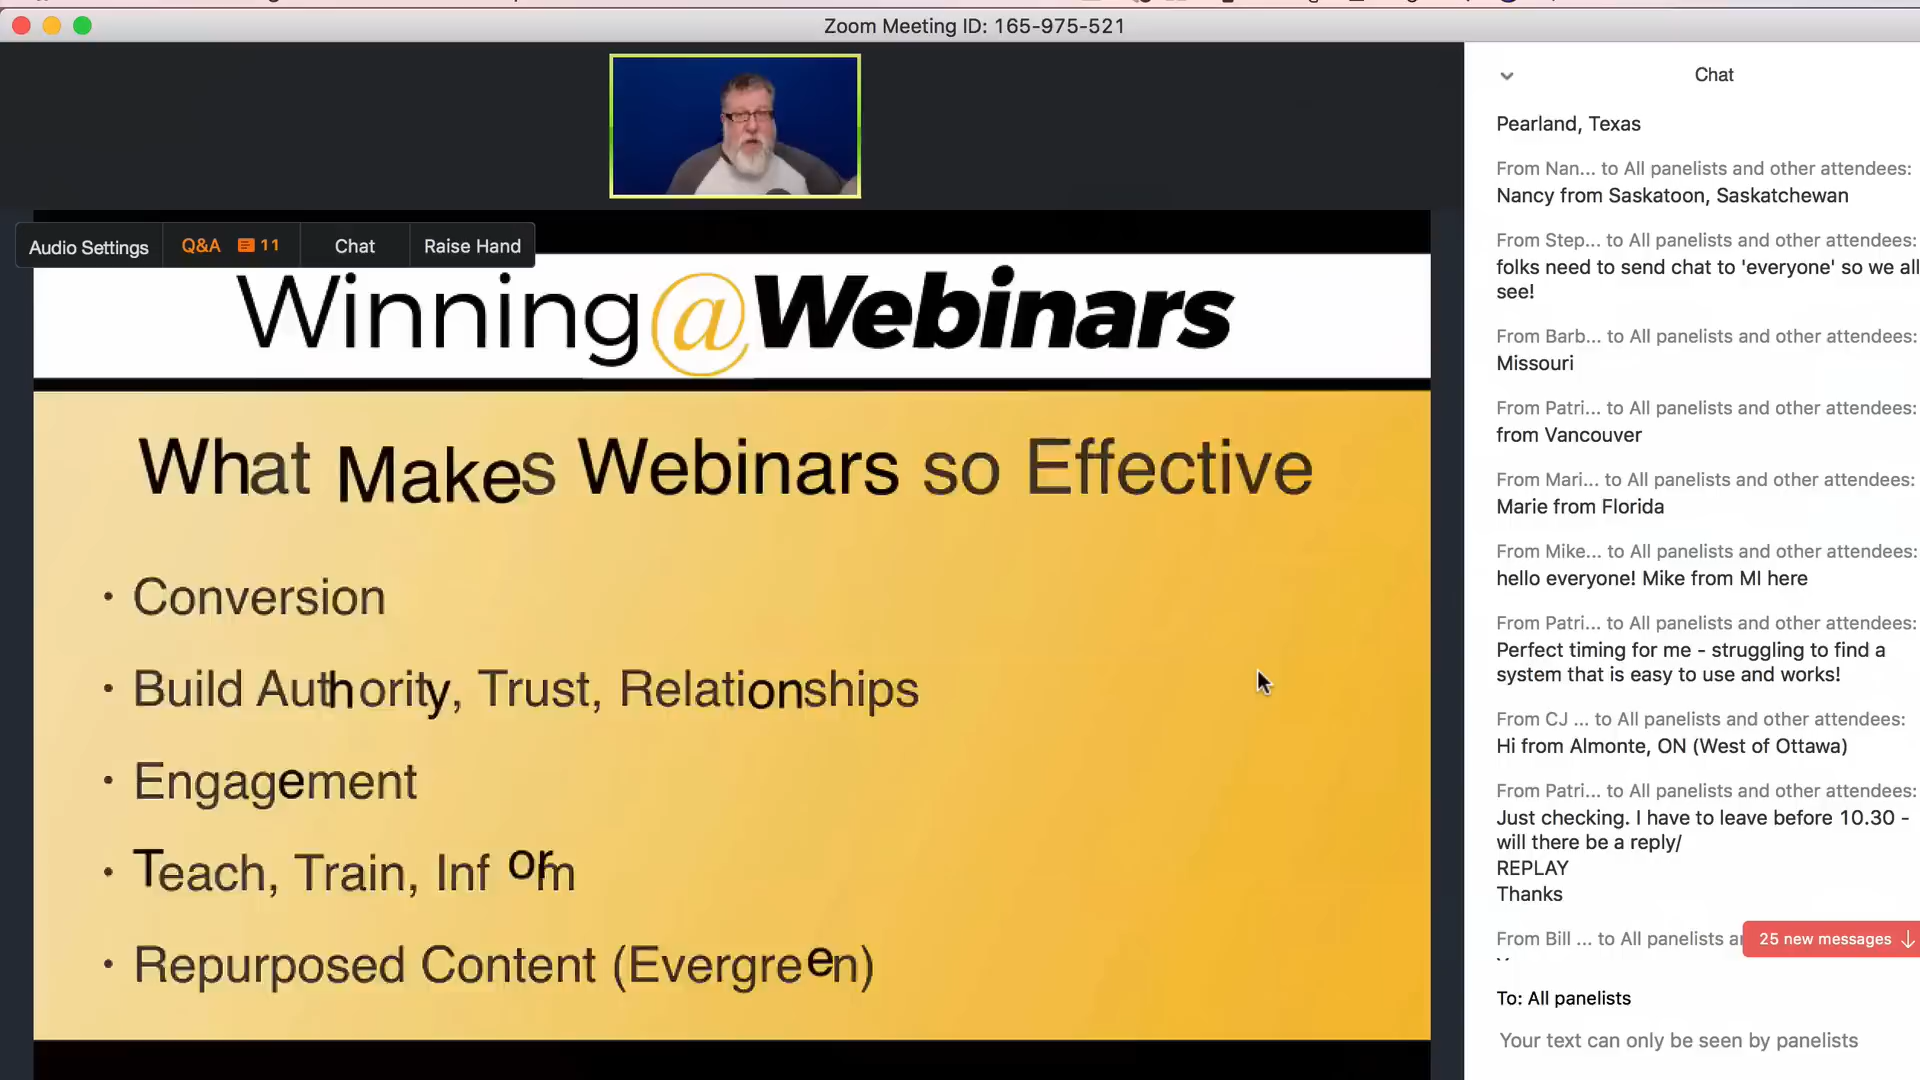 Zoom Meeting ID: 165-975-521
Audio Settings
Q&A 11
Chat
Raise Hand
Winning@Webinars
What Makes Webinars so Effective
• Conversion
• Build Authority, Trust, Relationships
• Engagement
• Teach, Train, Inform
• Repurposed Content (Evergreen)
Chat
Pearland, Texas
From Nan... to All panelists and other attendees:
Nancy from Saskatoon, Saskatchewan
From Step... to All panelists and other attendees:
folks need to send chat to 'everyone' so we all
see!
From Barb... to All panelists and other attendees:
Missouri
From Patri... to All panelists and other attendees:
from Vancouver
From Mari... to All panelists and other attendees:
Marie from Florida
From Mike... to All panelists and other attendees:
hello everyone! Mike from MI here
From Patri... to All panelists and other attendees:
Perfect timing for me - struggling to find a
system that is easy to use and works!
From CJ ... to All panelists and other attendees:
Hi from Almonte, ON (West of Ottawa)
From Patri... to All panelists and other attendees:
Just checking. I have to leave before 10.30 -
will there be a reply/
REPLAY
Thanks
From Bill ... to All panelists
25 new messages
To: All panelists
Your text can only be seen by panelists